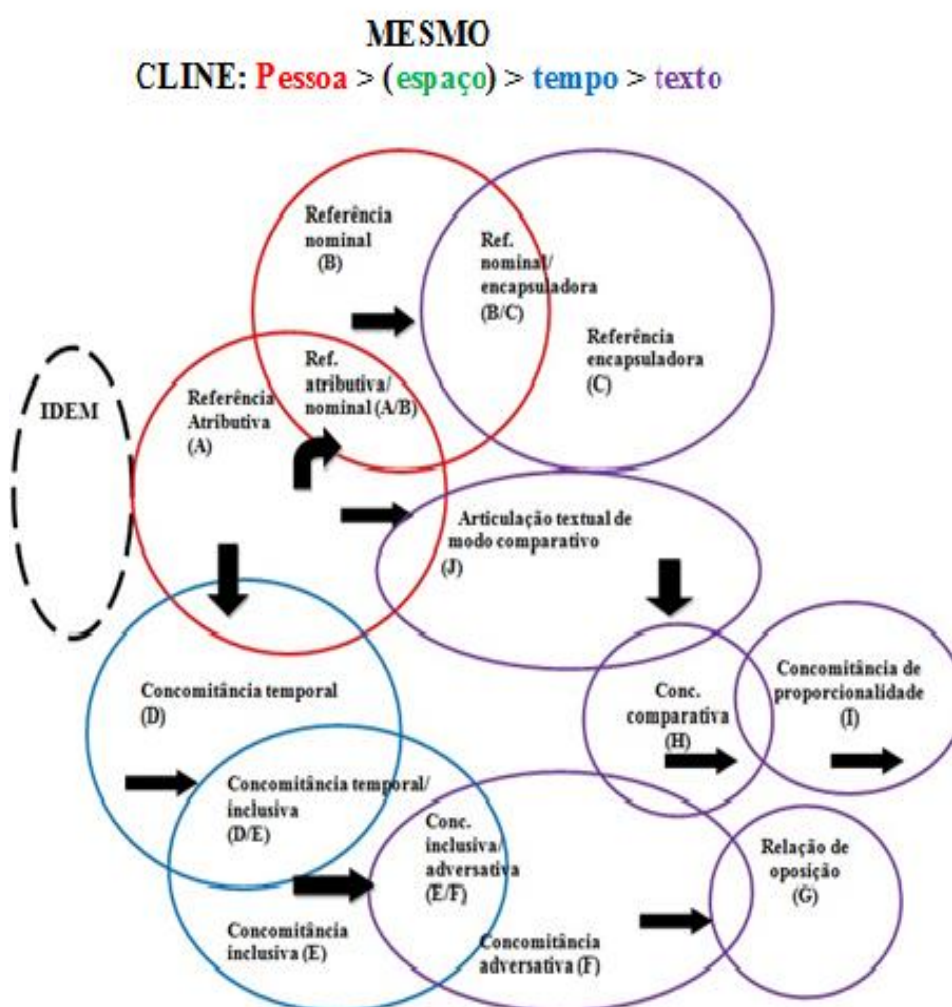 MESMO
CLINE: Pessoa > (espaço) > tempo > texto
Referência
nominal
(B)
Ref.
nominal/
encapsuladora
(B/C)
Referência
encapsuladora
(C)
IDEM
Referência
Atributiva
(A)
Ref.
atributiva/
nominal (A/B)
Articulação textual de
modo comparativo
(J)
Concomitância temporal
(D)
Conc.
comparativa
(H)
Concomitância de
proporcionalidade
(I)
Concomitância temporal/
inclusiva
(D/E)
Conc.
inclusiva/
adversativa
(E/F)
Relação de
oposição
(G)
Concomitância
inclusiva (E)
Concomitância
adversativa (F)